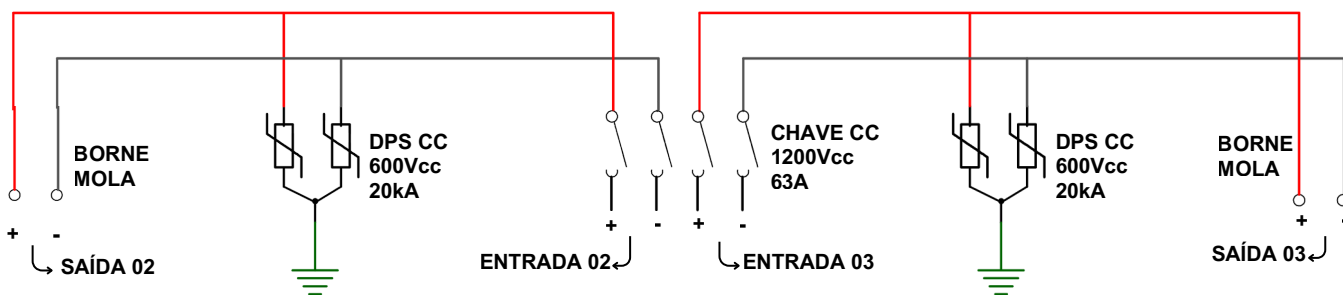 BORNE
MOLA
+ -
SAÍDA 02
DPS CC
600Vcc
20kA
+ - + -
ENTRADA 02
ENTRADA 03
CHAVE CC
1200Vcc
63A
DPS CC
600Vcc
20kA
BORNE
MOLA
+ -
SAÍDA 03